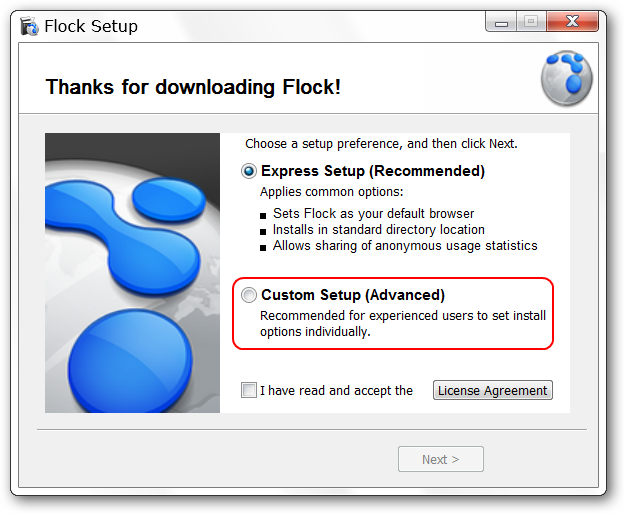 Flock Setup
Thanks for downloading Flock!
Choose a setup preference, and then click Next.
Express Setup (Recommended)
Applies common options:
Sets Flock as your default browser
Installs in standard directory location
Allows sharing of anonymous usage statistics
Custom Setup (Advanced)
Recommended for experienced users to set install
options individually.
I have read and accept the License Agreement
Next >